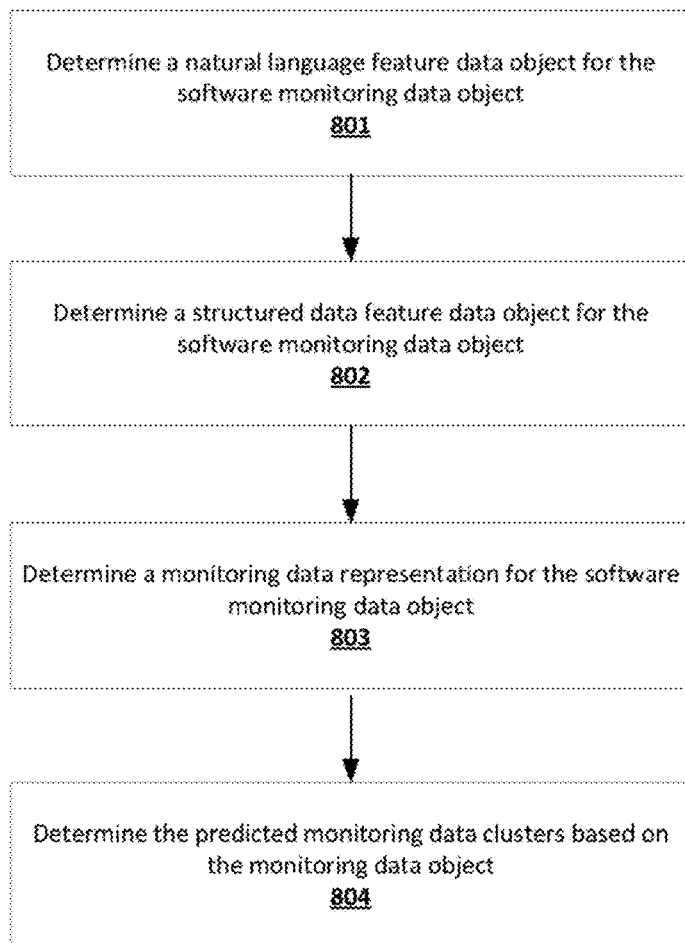 Determine a natural language feature data object for the
software monitoring data object
801
Determine a structured data feature data object for the
software monitoring data object
802
Determine a monitoring data representation for the software
monitoring data object
803
Determine the predicted monitoring data clusters based on
the monitoring data object
804